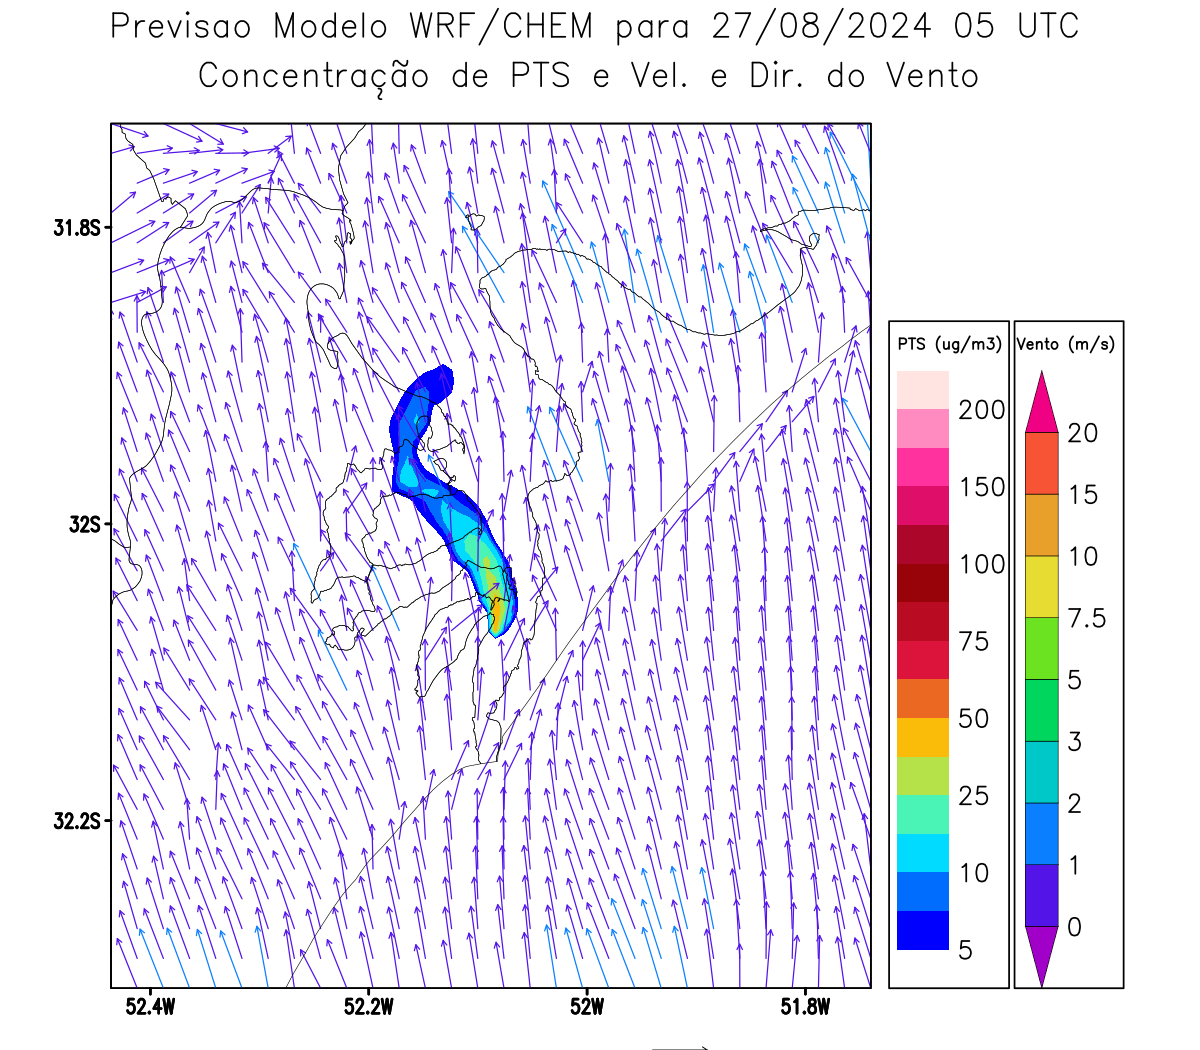 Previsao Modelo WRF/CHEM para 27/08/2024 05 UTC
Concentração de PTS e Vel. e Dir. do Vento
31.8S
32S
32.2S
52.4W
52.2W
52W
51.8W
PTS (ug/m3)
200
150
100
75
50
25
10
5
Vento (m/s)
20
15
10
7.5
5
3
2
1
0